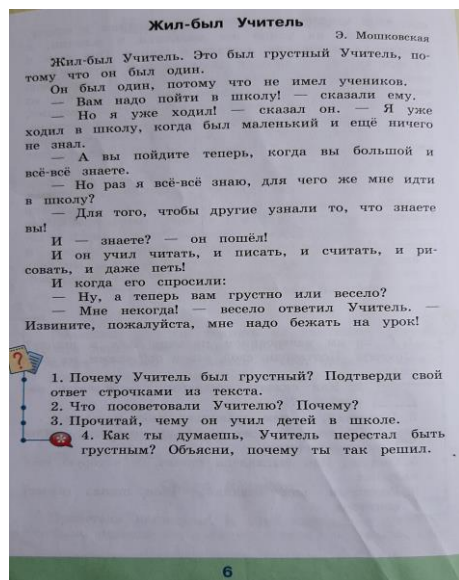 Жил-был Учитель
Э. Мошковская
Жил-был Учитель. Это был грустный Учитель, по-
тому что он был один.
Он был один, потому что не имел учеников.
— Вам надо пойти в школу! — сказали ему.
— Но я уже ходил! — сказал он. — Я уже
ходил в школу, когда был маленький и ещё ничего
не знал.
— А вы пойдите теперь, когда вы большой и
всё-всё знаете.
— Но раз я всё-всё знаю, для чего же мне идти
в школу?
— Для того, чтобы другие узнали то, что знаете
вы!
И — знаете? — он пошёл!
И он учил читать, и писать, и считать, и ри-
совать, и даже петь!
И когда его спросили:
— Ну, а теперь вам грустно или весело?
— Мне некогда! — весело ответил Учитель. —
Извините, пожалуйста, мне надо бежать на урок!
?
1. Почему Учитель был грустный? Подтверди свой
ответ строчками из текста.
2. Что посоветовали Учителю? Почему?
3. Прочитай, чему он учил детей в школе.
* 4. Как ты думаешь, Учитель перестал быть
грустным? Объясни, почему ты так решил.
6